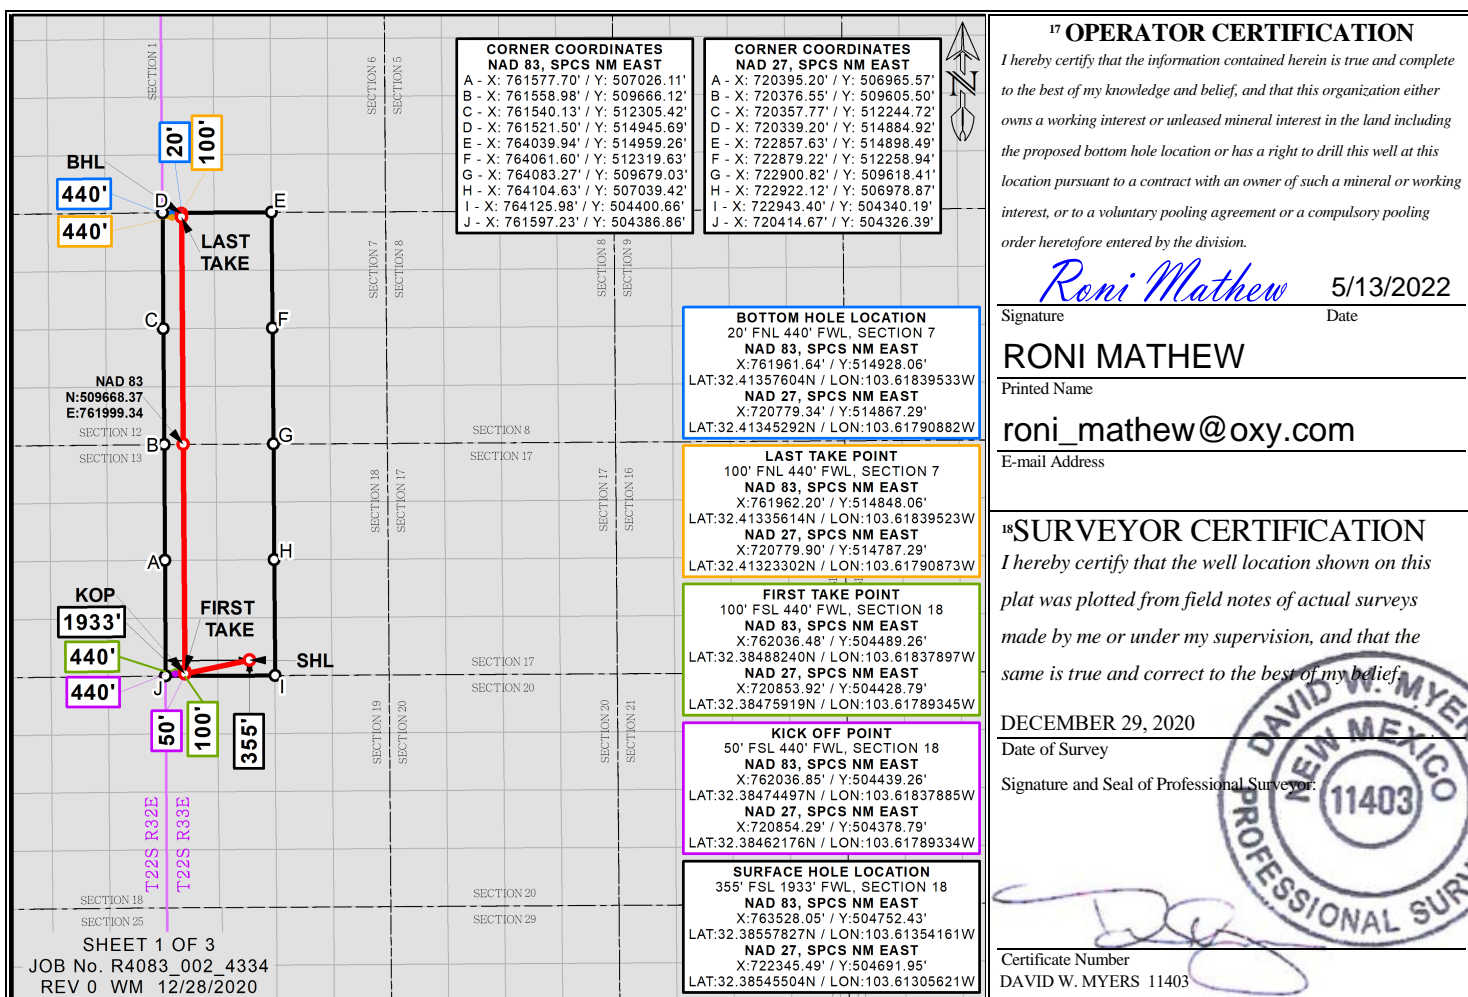 SECTION 1
SECTION 6
SECTION 5
CORNER COORDINATES
NAD 83, SPCS NM EAST
A - X: 761577.70' / Y: 507026.11'
B - X: 761558.98' / Y: 509666.12'
C - X: 761540.13' / Y: 512305.42'
D - X: 761521.50' / Y: 514945.69'
E - X: 764039.94' / Y: 514959.26'
F - X: 764061.60' / Y: 512319.63'
G - X: 764083.27' / Y: 509679.03'
H - X: 764104.63' / Y: 507039.42'
I - X: 764125.98' / Y: 504400.66'
J - X: 761597.23' / Y: 504386.86'
CORNER COORDINATES
NAD 27, SPCS NM EAST
A - X: 720395.20' / Y: 506965.57'
B - X: 720376.55' / Y: 509605.50'
C - X: 720357.77' / Y: 512244.72'
D - X: 720339.20' / Y: 514884.92'
E - X: 722857.63' / Y: 514898.49'
F - X: 722879.22' / Y: 512258.94'
G - X: 722900.82' / Y: 509618.41'
H - X: 722922.12' / Y: 506978.87'
I - X: 722943.40' / Y: 504340.19'
J - X: 720414.67' / Y: 504326.39'
N
20'
100'
BHL
440'
D
E
440'
LAST
TAKE
SECTION 7
SECTION 8
SECTION 8
SECTION 9
C
F
NAD 83
N:509668.37
E:761999.34
SECTION 12
SECTION 13
B
G
SECTION 8
SECTION 17
SECTION 18
SECTION 17
SECTION 17
SECTION 16
A
H
KOP
1933'
FIRST
TAKE
440'
440'
SHL
J
I
SECTION 17
SECTION 20
50'
100'
355'
SECTION 19
SECTION 20
SECTION 20
SECTION 21
T22S R32E
T22S R33E
SECTION 18
SECTION 25
SECTION 20
SECTION 29
SHEET 1 OF 3
JOB No. R4083_002_4334
REV 0 WM 12/28/2020
BOTTOM HOLE LOCATION
20' FNL 440' FWL, SECTION 7
NAD 83, SPCS NM EAST
X:761961.64' / Y:514928.06'
LAT:32.41357604N / LON:103.61839533W
NAD 27, SPCS NM EAST
X:720779.34' / Y:514867.29'
LAT:32.41345292N / LON:103.61790882W
LAST TAKE POINT
100' FNL 440' FWL, SECTION 7
NAD 83, SPCS NM EAST
X:761962.20' / Y:514848.06'
LAT:32.41335614N / LON:103.61839523W
NAD 27, SPCS NM EAST
X:720779.90' / Y:514787.29'
LAT:32.41323302N / LON:103.61790873W
FIRST TAKE POINT
100' FSL 440' FWL, SECTION 18
NAD 83, SPCS NM EAST
X:762036.48' / Y:504489.26'
LAT:32.38488240N / LON:103.61837897W
NAD 27, SPCS NM EAST
X:720853.92' / Y:504428.79'
LAT:32.38475919N / LON:103.61789345W
KICK OFF POINT
50' FSL 440' FWL, SECTION 18
NAD 83, SPCS NM EAST
X:762036.85' / Y:504439.26'
LAT:32.38474497N / LON:103.61837885W
NAD 27, SPCS NM EAST
X:720854.29' / Y:504378.79'
LAT:32.38462176N / LON:103.61789334W
SURFACE HOLE LOCATION
355' FSL 1933' FWL, SECTION 18
NAD 83, SPCS NM EAST
X:763528.05' / Y:504752.43'
LAT:32.38557827N / LON:103.61354161W
NAD 27, SPCS NM EAST
X:722345.49' / Y:504691.95'
LAT:32.38545504N / LON:103.61305621W
17 OPERATOR CERTIFICATION
I hereby certify that the information contained herein is true and complete
to the best of my knowledge and belief, and that this organization either
owns a working interest or unleased mineral interest in the land including
the proposed bottom hole location or has a right to drill this well at this
location pursuant to a contract with an owner of such a mineral or working
interest, or to a voluntary pooling agreement or a compulsory pooling
order heretofore entered by the division.
Roni Mathew 5/13/2022
Signature Date
RONI MATHEW
Printed Name
roni_mathew@oxy.com
E-mail Address
18 SURVEYOR CERTIFICATION
I hereby certify that the well location shown on this
plat was plotted from field notes of actual surveys
made by me or under my supervision, and that the
same is true and correct to the best of my belief.
DECEMBER 29, 2020
Date of Survey
Signature and Seal of Professional Surveyor:
DAVID W. MYERS
NEW MEXICO
11403
PROFESSIONAL SURV
Certificate Number
DAVID W. MYERS 11403